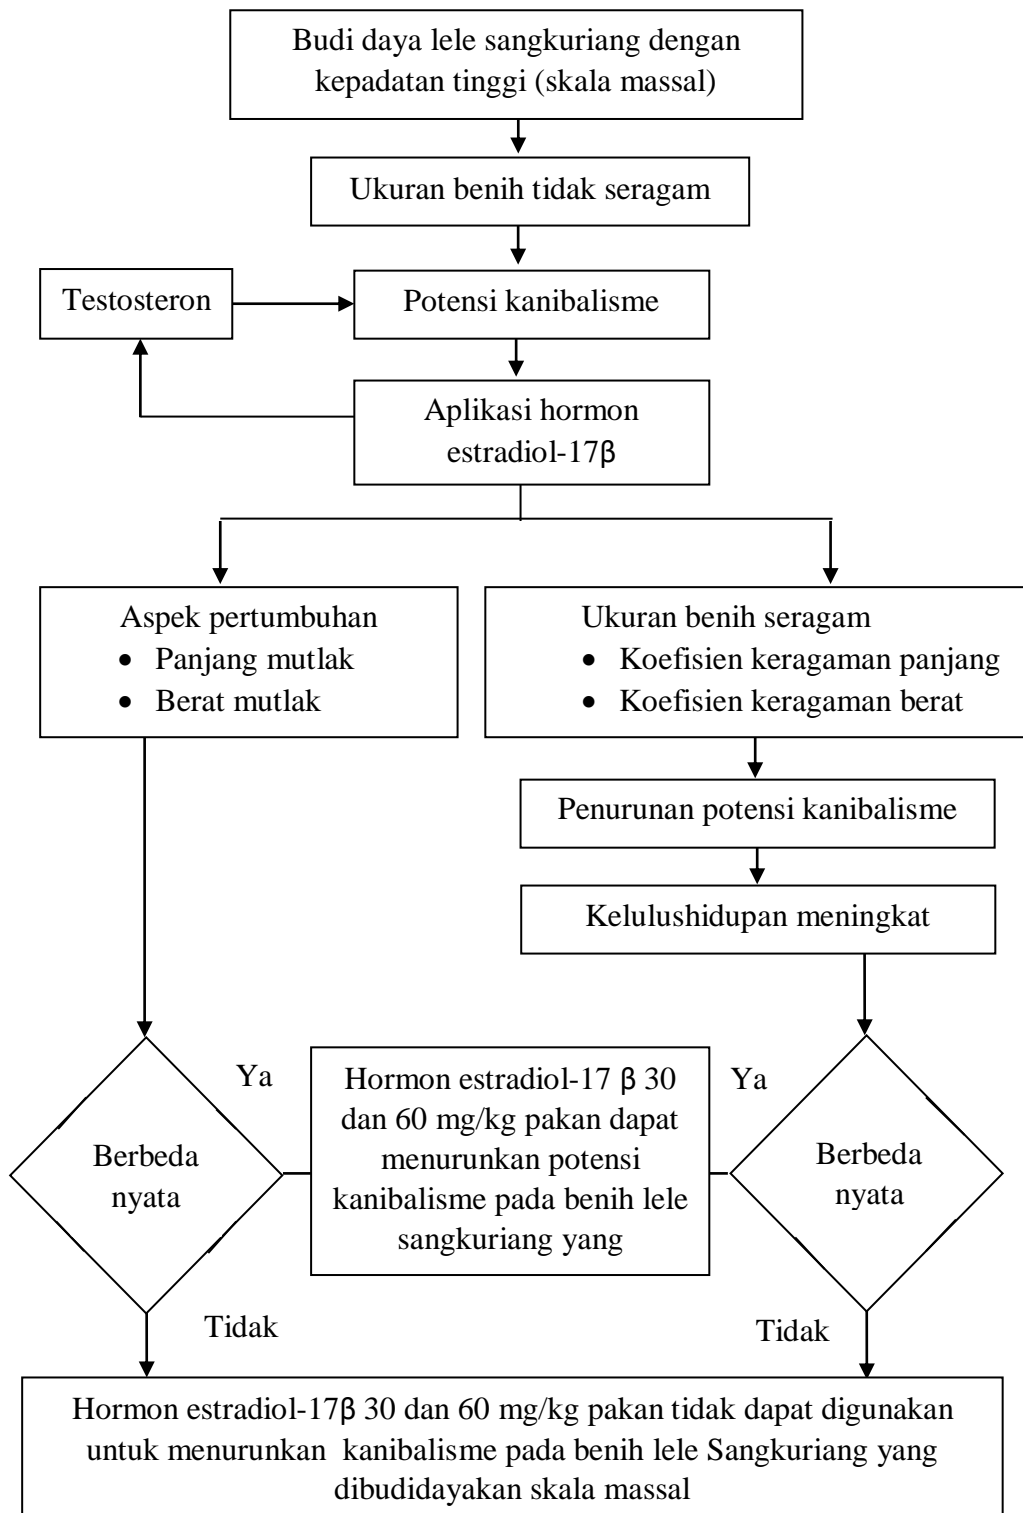 Budi daya lele sangkuriang dengan
kepadatan tinggi (skala massal)
Ukuran benih tidak seragam
Testosteron
Potensi kanibalisme
Aplikasi hormon
estradiol-17β
Aspek pertumbuhan
• Panjang mutlak
• Berat mutlak
Ukuran benih seragam
• Koefisien keragaman panjang
• Koefisien keragaman berat
Penurunan potensi kanibalisme
Kelulushidupan meningkat
Berbeda
nyata
Ya
Hormon estradiol-17 β 30
dan 60 mg/kg pakan dapat
menurunkan potensi
kanibalisme pada benih lele
sangkuriang yang
Ya
Berbeda
nyata
Tidak
Tidak
Hormon estradiol-17β 30 dan 60 mg/kg pakan tidak dapat digunakan
untuk menurunkan  kanibalisme pada benih lele Sangkuriang yang
dibudidayakan skala massal